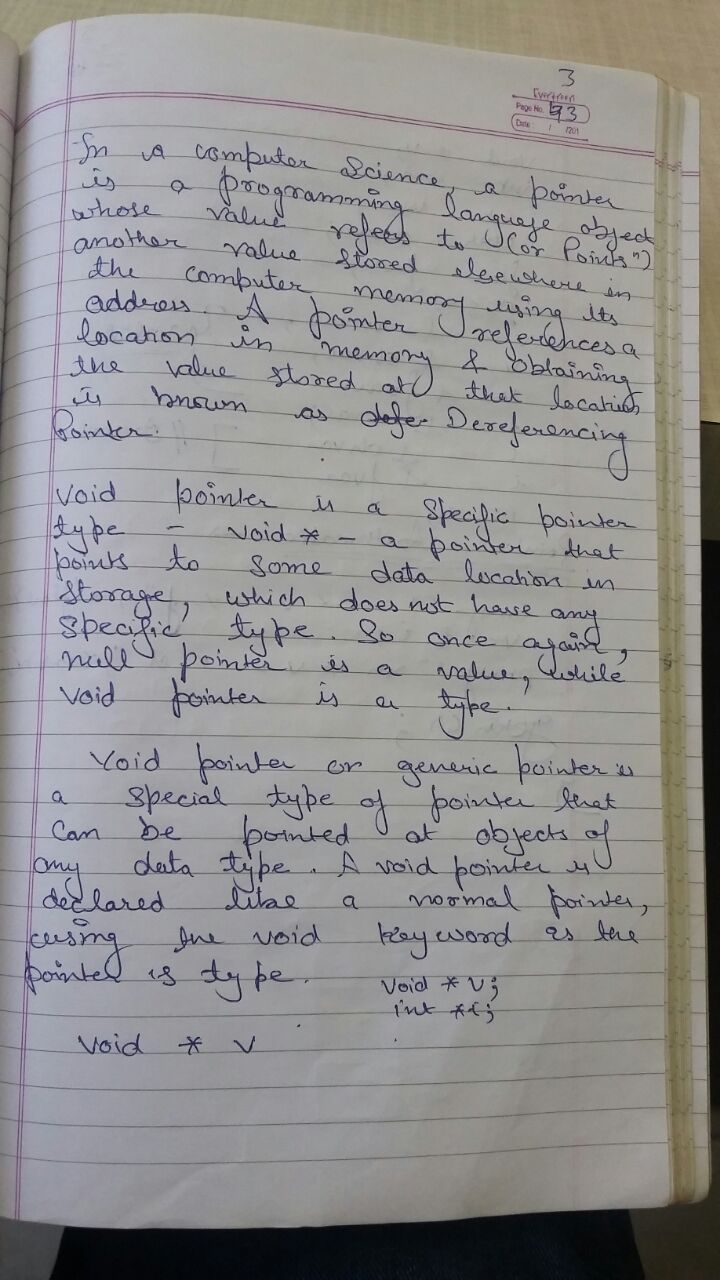 3
Evergreen
Page No. 93
Date: / /201
In a computer Science, a pointer
is a programming language object
whose value refers to (or Points")
another value stored elsewhere in
the computer memory using its
address. A pointer references a
location in memory & obtaining
the value stored at that location
is known as defe- Dereferencing
Pointer.
Void pointer is a specific pointer
type - void * - a pointer that
points to some data location in
storage, which does not have any
specific type. So once again,
null pointer is a value, while
void pointer is a type.
Void pointer or generic pointer is
a special type of pointer that
Can be pointed at objects of
any data type. A void pointer is
declared like a normal pointer,
using the void keyword as the
pointer is type.
void * v;
int *i;
void * v